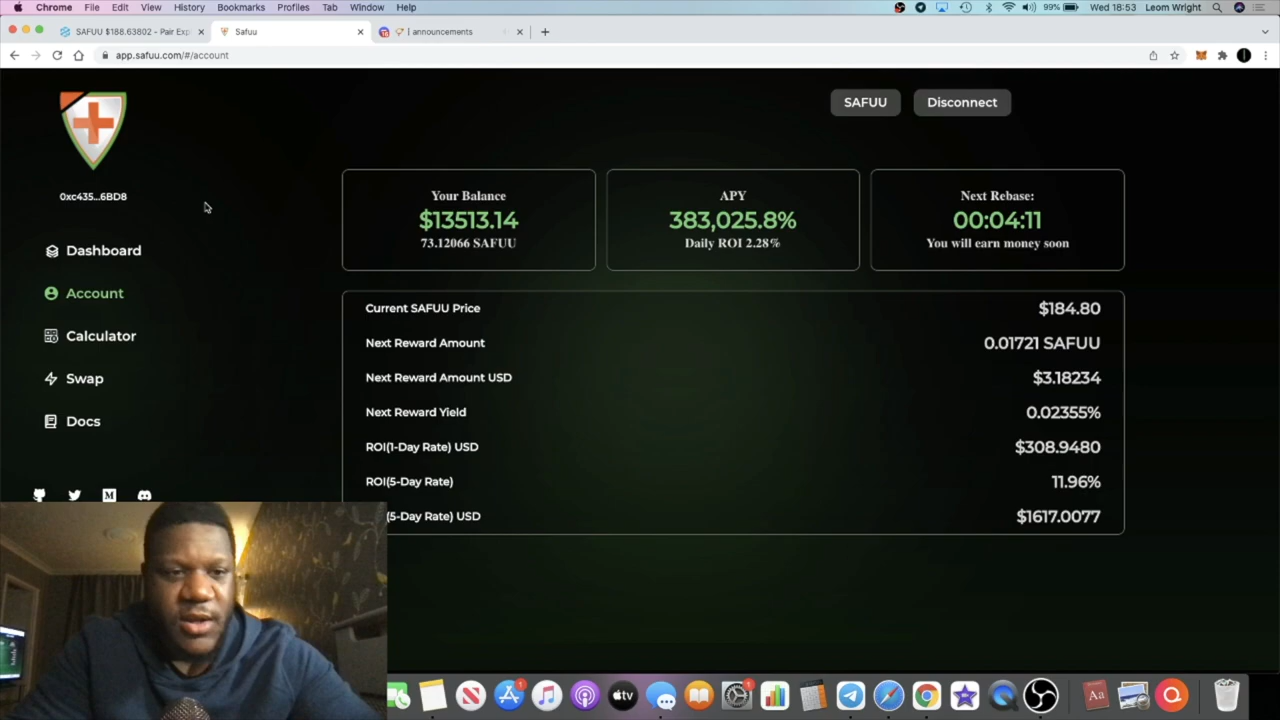 Chrome File Edit View History Bookmarks Profiles Tab Window Help 99% Wed 18:53 Leom Wright
SAFUU $188.63802 - Pair Exp Safuu | announcements
app.safuu.com/#/account
SAFUU Disconnect
0xc435...6BD8
Dashboard
Account
Calculator
Swap
Docs
Your Balance
$13513.14
73.12066 SAFUU
APY
383,025.8%
Daily ROI 2.28%
Next Rebase:
00:04:11
You will earn money soon
Current SAFUU Price $184.80
Next Reward Amount 0.01721 SAFUU
Next Reward Amount USD $3.18234
Next Reward Yield 0.02355%
ROI(1-Day Rate) USD $308.9480
ROI(5-Day Rate) 11.96%
(5-Day Rate) USD $1617.0077
tv
Aa